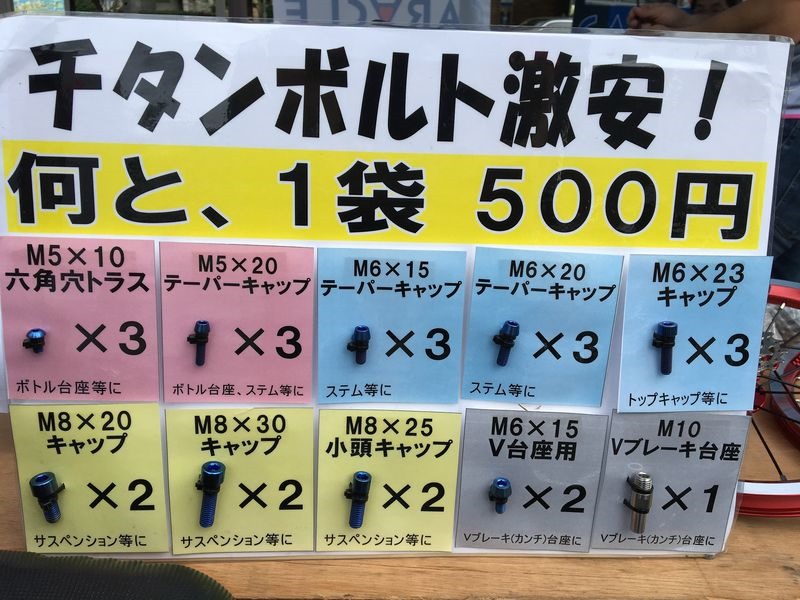 チタンボルト激安！
何と、1袋 500円
M5×10
六角穴トラス
×3
ボトル台座等に
M5×20
テーパーキャップ
×3
ボトル台座、ステム等に
M6×15
テーパーキャップ
×3
ステム等に
M6×20
テーパーキャップ
×3
ステム等に
M6×23
キャップ
×3
トップキャップ等に
M8×20
キャップ
×2
サスペンション等に
M8×30
キャップ
×2
サスペンション等に
M8×25
小頭キャップ
×2
サスペンション等に
M6×15
V台座用
×2
Vブレーキ(カンチ)台座に
M10
Vブレーキ台座
×1
Vブレーキ(カンチ)台座に